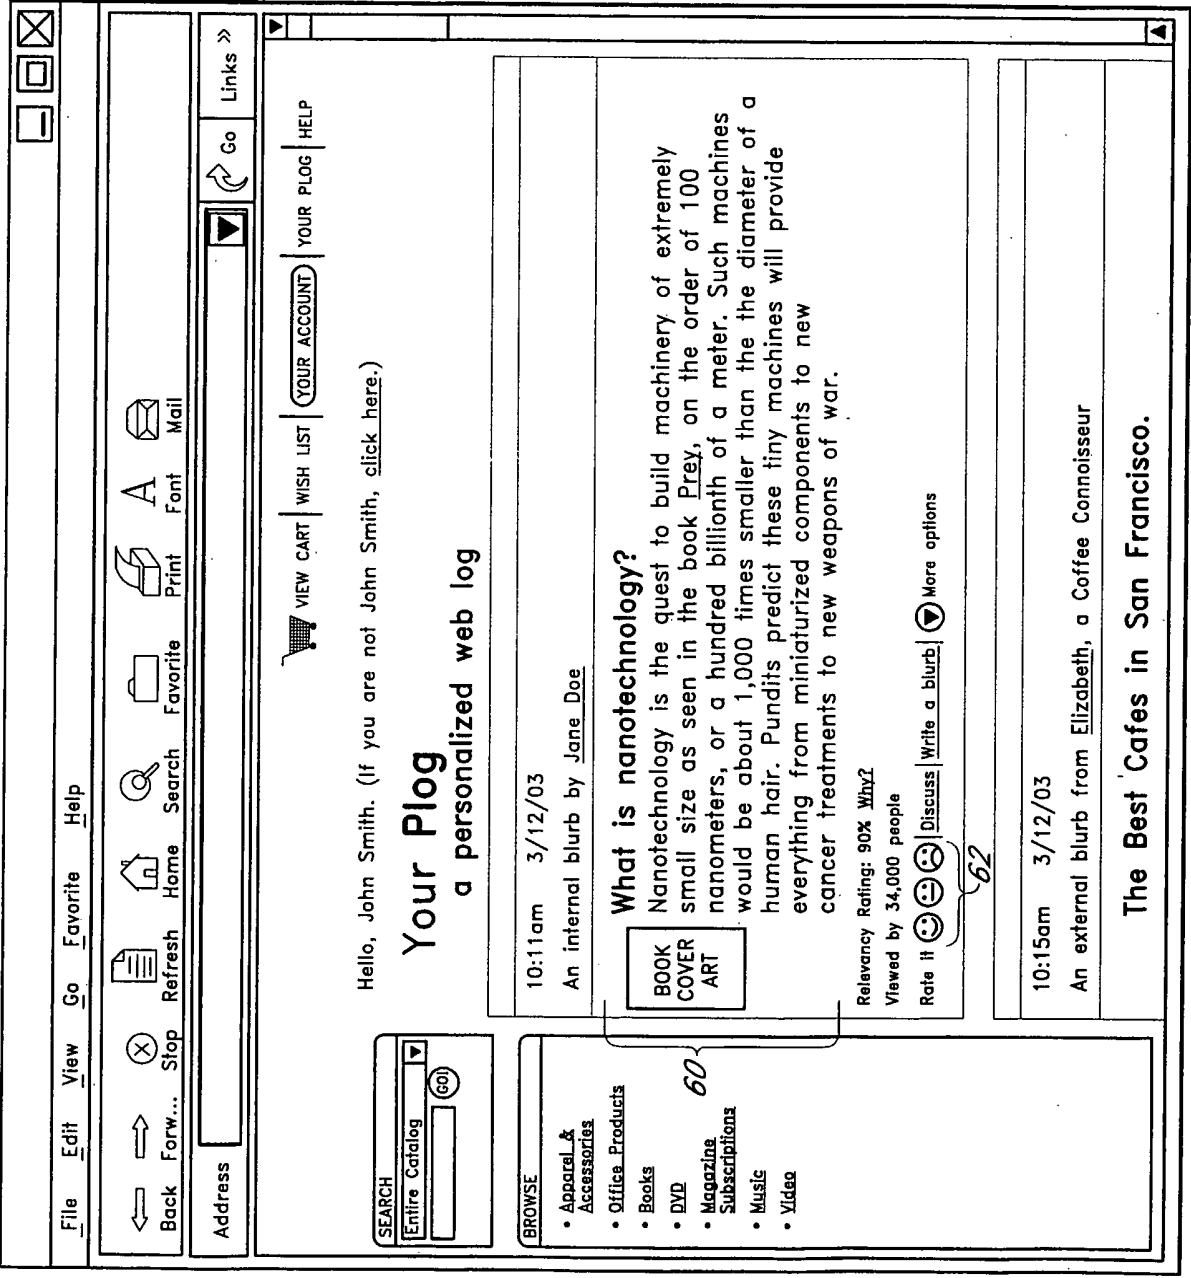 File Edit View Go Favorite Help
Back Forw... Stop Refresh Home Search Favorite Print Font Mail
Address Go Links »
VIEW CART WISH LIST YOUR ACCOUNT YOUR PLOG HELP
Hello, John Smith. (If you are not John Smith, click here.)
SEARCH
Entire Catalog
GO!
BROWSE
• Apparel &
Accessories
• Office Products
• Books
• DVD
• Magazine
Subscriptions
• Music
• Video
Your Plog
a personalized web log
10:11am 3/12/03
An internal blurb by Jane Doe
60
BOOK
COVER
ART
What is nanotechnology?
Nanotechnology is the quest to build machinery of extremely
small size as seen in the book Prey, on the order of 100
nanometers, or a hundred billionth of a meter. Such machines
would be about 1,000 times smaller than the diameter of a
human hair. Pundits predict these tiny machines will provide
everything from miniaturized components to new
cancer treatments to new weapons of war.
Relevancy Rating: 90% Why?
Viewed by 34,000 people
Rate it Discuss Write a blurb More options
62
10:15am 3/12/03
An external blurb from Elizabeth, a Coffee Connoisseur
The Best Cafes in San Francisco.